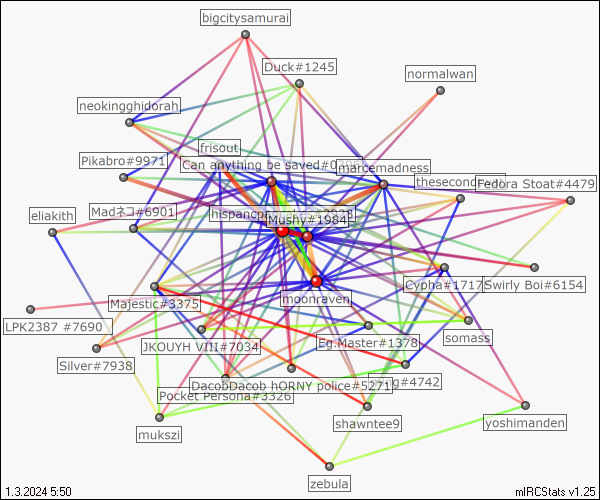 bigcitysamurai
Duck#1245
normalwan
neokingghidorah
frisout
Pikabro#9971
Can anything be saved#0
marcemadness
Fedora Stoat#4479
eliakith
Madネコ#6901
Mushy#1984
moonraven
Cypha#1717
Swirly Boi#6154
Majestic#3375
LPK2387 #7690
somass
JKOUYH VIII#7034
Eg.Master#1378
Silver#7938
DacobDacob hORNY police#5271
#4742
Pocket Persona#3326
mukszi
shawntee9
yoshimanden
zebula
1.3.2024 5:50
mIRCStats v1.25